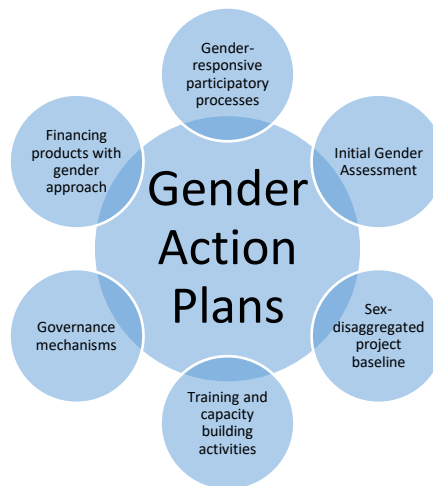 Gender-
responsive
participatory
processes
Financing
products with
gender
approach
Initial Gender
Assessment
Gender
Action
Plans
Governance
mechanisms
Sex-
disaggregated
project
baseline
Training and
capacity
building
activities